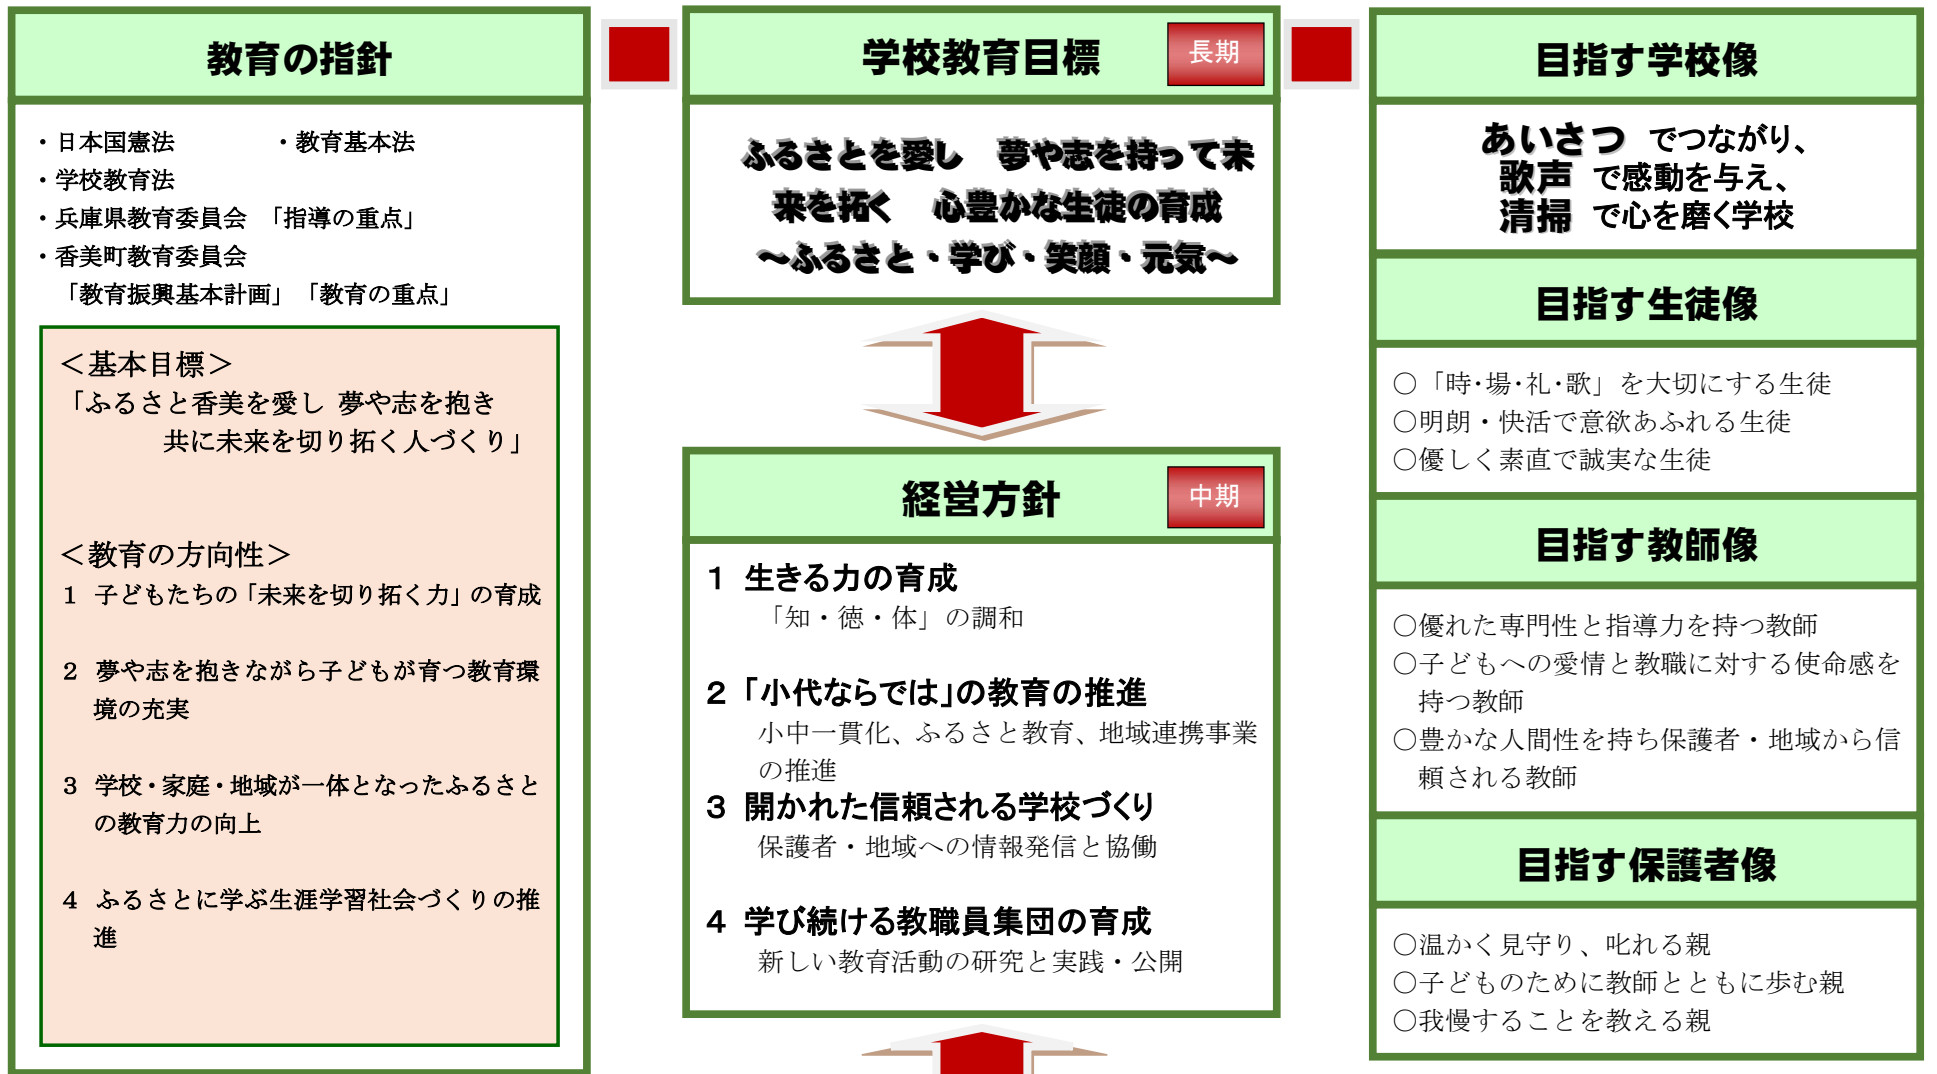 教育の指針
・日本国憲法　・教育基本法
・学校教育法
・兵庫県教育委員会　「指導の重点」
・香美町教育委員会
「教育振興基本計画」「教育の重点」
＜基本目標＞
「ふるさと香美を愛し 夢や志を抱き
共に未来を切り拓く人づくり」
＜教育の方向性＞
1 子どもたちの「未来を切り拓く力」の育成
2 夢や志を抱きながら子どもが育つ教育環
境の充実
3 学校・家庭・地域が一体となったふるさと
の教育力の向上
4 ふるさとに学ぶ生涯学習社会づくりの推
進
学校教育目標 長期
ふるさとを愛し　夢や志を持って未
来を拓く　心豊かな生徒の育成
～ふるさと・学び・笑顔・元気～
経営方針 中期
1 生きる力の育成
「知・徳・体」の調和
2「小代ならでは」の教育の推進
小中一貫化、ふるさと教育、地域連携事業
の推進
3 開かれた信頼される学校づくり
保護者・地域への情報発信と協働
4 学び続ける教職員集団の育成
新しい教育活動の研究と実践・公開
目指す学校像
あいさつ でつながり、
歌声 で感動を与え、
清掃 で心を磨く学校
目指す生徒像
○「時・場・礼・歌」を大切にする生徒
○明朗・快活で意欲あふれる生徒
○優しく素直で誠実な生徒
目指す教師像
○優れた専門性と指導力を持つ教師
○子どもへの愛情と教職に対する使命感を
持つ教師
○豊かな人間性を持ち保護者・地域から信
頼される教師
目指す保護者像
○温かく見守り、叱れる親
○子どものために教師とともに歩む親
○我慢することを教える親